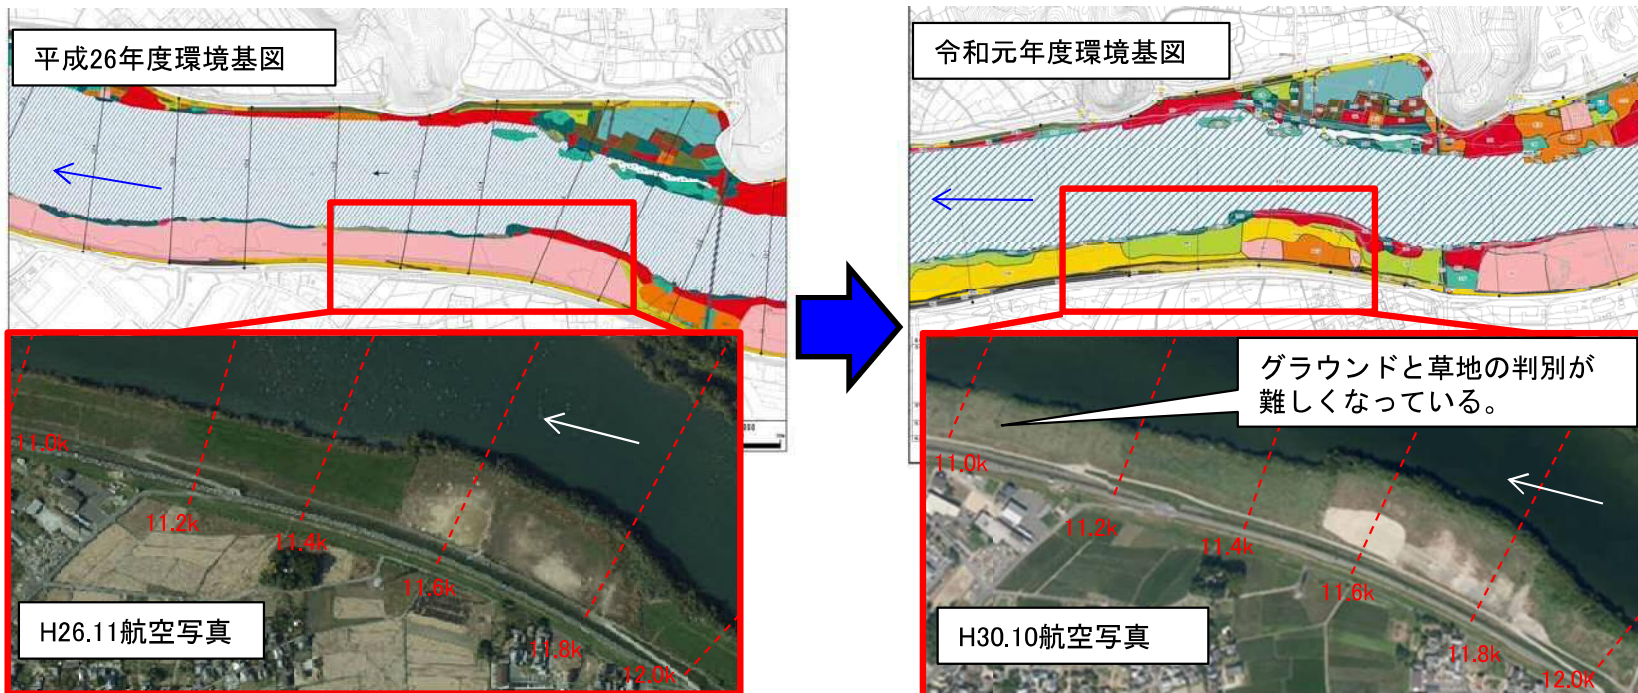 平成26年度環境基図
令和元年度環境基図
グラウンドと草地の判別が
難しくなっている。
11.0k
11.2k
11.4k
11.6k
11.8k
12.0k
H26.11航空写真
11.0k
11.2k
11.4k
11.6k
11.8k
12.0K
H30.10航空写真